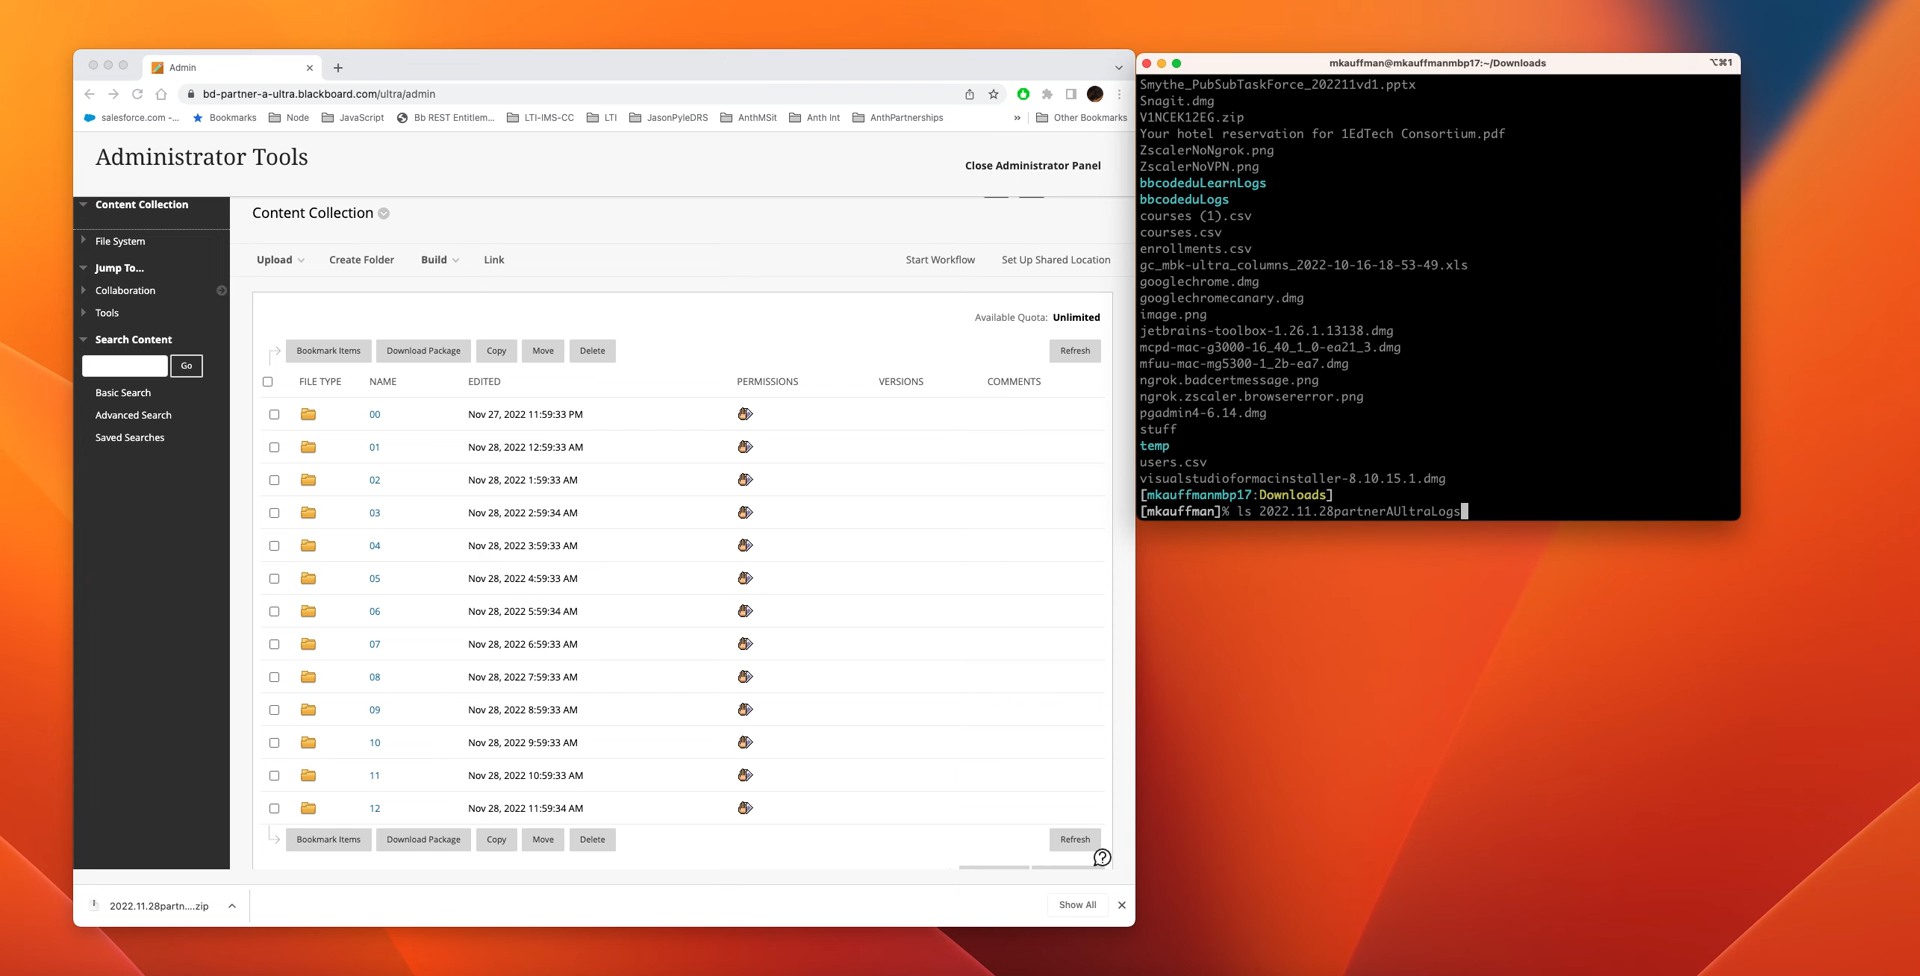 Admin
bd-partner-a-ultra.blackboard.com/ultra/admin
salesforce.com -... Bookmarks Node JavaScript Bb REST Entitlem... LTI-IMS-CC LTI JasonPyleDRS AnthMSit Anth Int AnthPartnerships » Other Bookmarks
Administrator Tools
Close Administrator Panel
Content Collection
File System
Jump To...
Collaboration
Tools
Search Content
Go
Basic Search
Advanced Search
Saved Searches
Content Collection
Upload Create Folder Build Link Start Workflow Set Up Shared Location
Available Quota: Unlimited
Bookmark Items Download Package Copy Move Delete Refresh
FILE TYPE NAME EDITED PERMISSIONS VERSIONS COMMENTS
00 Nov 27, 2022 11:59:33 PM
01 Nov 28, 2022 12:59:33 AM
02 Nov 28, 2022 1:59:33 AM
03 Nov 28, 2022 2:59:34 AM
04 Nov 28, 2022 3:59:33 AM
05 Nov 28, 2022 4:59:33 AM
06 Nov 28, 2022 5:59:34 AM
07 Nov 28, 2022 6:59:33 AM
08 Nov 28, 2022 7:59:33 AM
09 Nov 28, 2022 8:59:33 AM
10 Nov 28, 2022 9:59:33 AM
11 Nov 28, 2022 10:59:33 AM
12 Nov 28, 2022 11:59:34 AM
Bookmark Items Download Package Copy Move Delete Refresh
2022.11.28partn....zip
Show All
mkauffman@mkauffmanmbp17:~/Downloads
⌥⌘1
Smythe_PubSubTaskForce_202211vd1.pptx
Snagit.dmg
V1NCEK12EG.zip
Your hotel reservation for 1EdTech Consortium.pdf
ZscalerNoNgrok.png
ZscalerNoVPN.png
bbcodeduLearnLogs
bbcodeduLogs
courses (1).csv
courses.csv
enrollments.csv
gc_mbk-ultra_columns_2022-10-16-18-53-49.xls
googlechrome.dmg
googlechromecanary.dmg
image.png
jetbrains-toolbox-1.26.1.13138.dmg
mcpd-mac-g3000-16_40_1_0-ea21_3.dmg
mfuu-mac-mg5300-1_2b-ea7.dmg
ngrok.badcertmessage.png
ngrok.zscaler.browsererror.png
pgadmin4-6.14.dmg
stuff
temp
users.csv
visualstudioformacinstaller-8.10.15.1.dmg
[mkauffmanmbp17:Downloads]
[mkauffman]% ls 2022.11.28partnerAUltraLogs